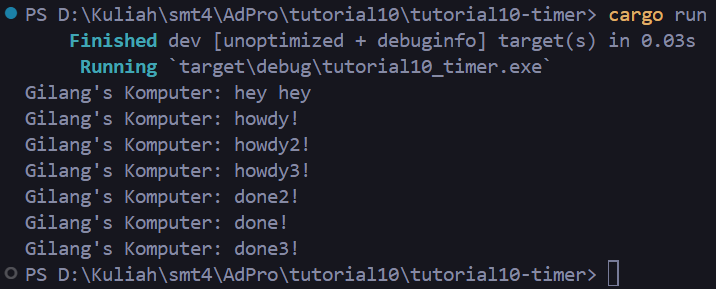 PS D:\Kuliah\smt4\AdPro\tutorial10\tutorial10-timer> cargo run
Finished dev [unoptimized + debuginfo] target(s) in 0.03s
Running `target\debug\tutorial10_timer.exe`
Gilang's Komputer: hey hey
Gilang's Komputer: howdy!
Gilang's Komputer: howdy2!
Gilang's Komputer: howdy3!
Gilang's Komputer: done2!
Gilang's Komputer: done!
Gilang's Komputer: done3!
PS D:\Kuliah\smt4\AdPro\tutorial10\tutorial10-timer>